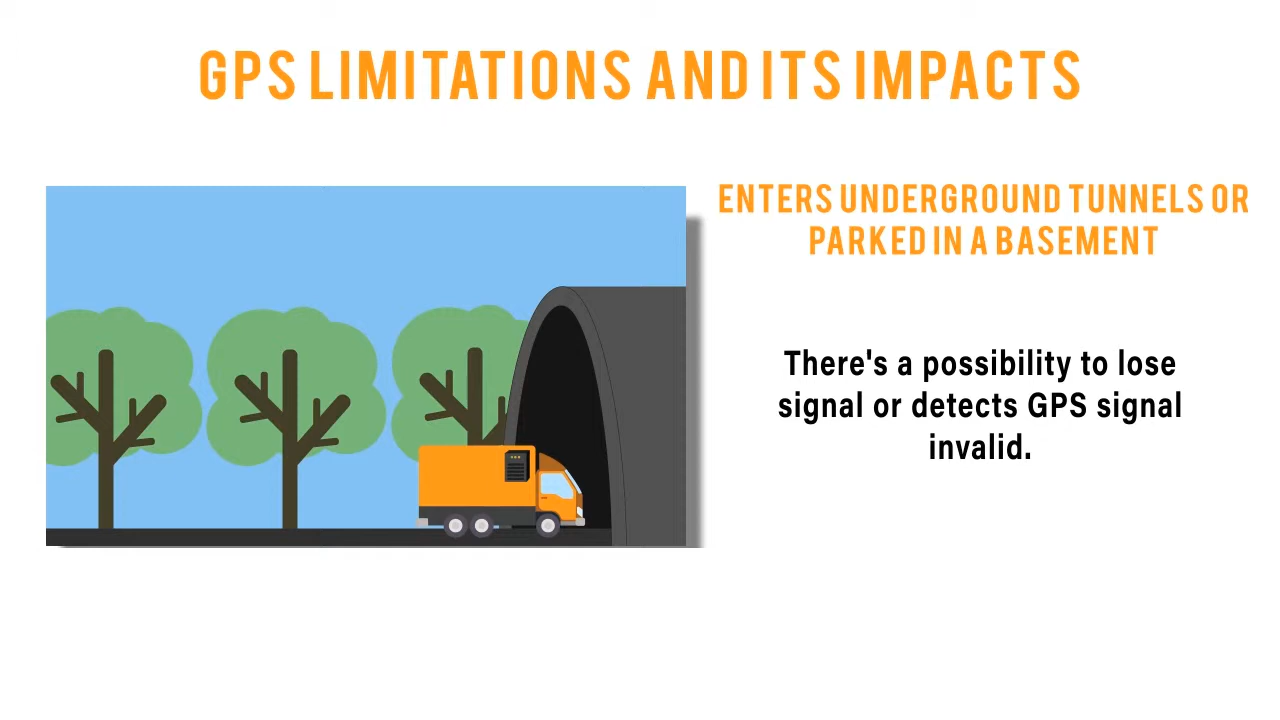 GPS LIMITATIONS AND ITS IMPACTS
ENTERS UNDERGROUND TUNNELS OR
PARKED IN A BASEMENT
There's a possibility to lose
signal or detects GPS signal
invalid.